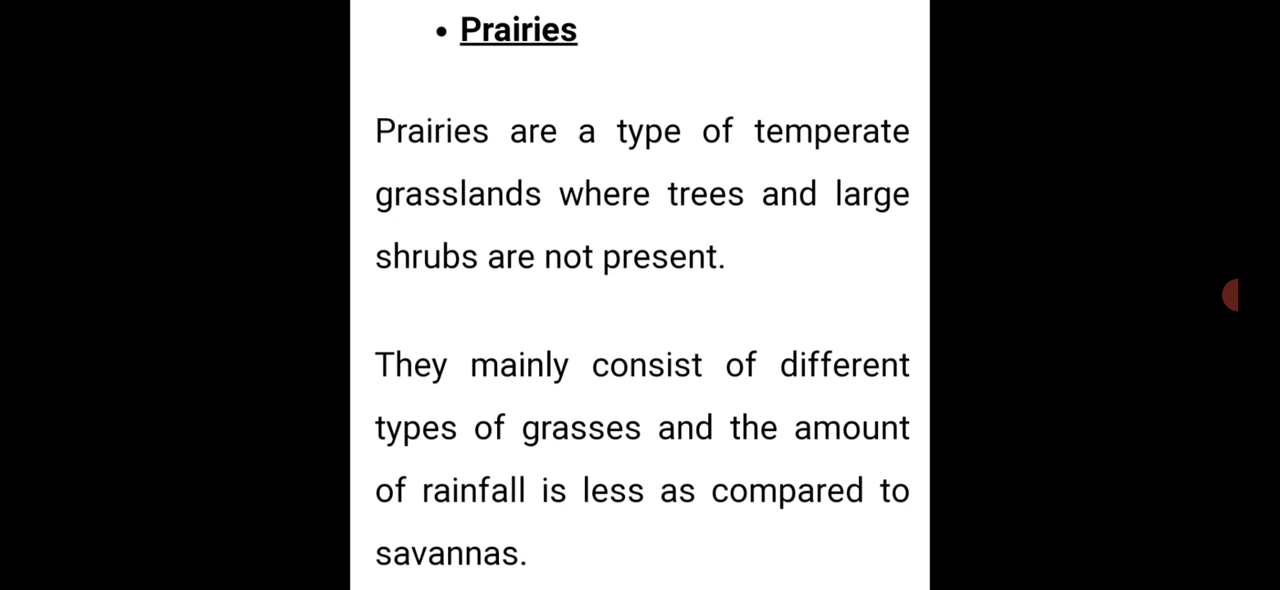 • Prairies
Prairies are a type of temperate
grasslands where trees and large
shrubs are not present.
They mainly consist of different
types of grasses and the amount
of rainfall is less as compared to
savannas.